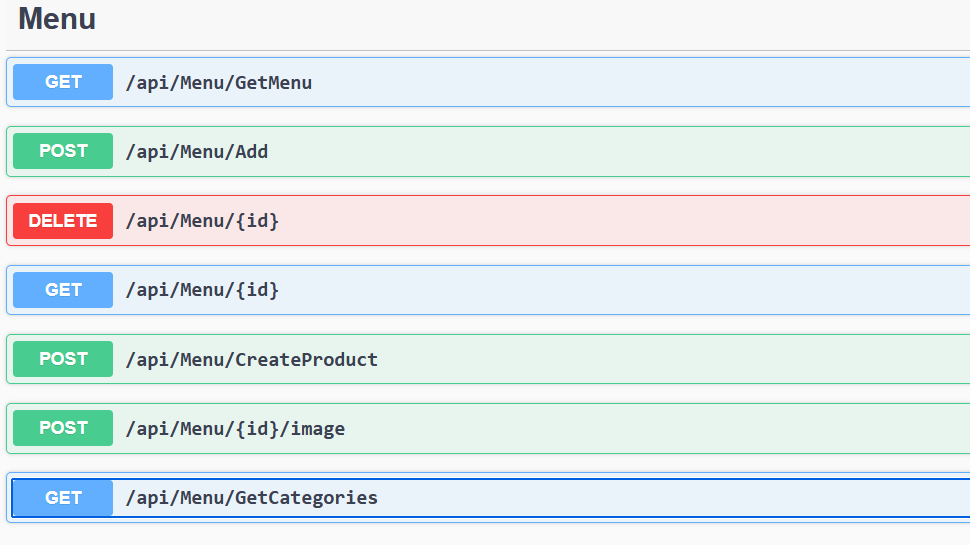 Menu
GET /api/Menu/GetMenu
POST /api/Menu/Add
DELETE /api/Menu/{id}
GET /api/Menu/{id}
POST /api/Menu/CreateProduct
POST /api/Menu/{id}/image
GET /api/Menu/GetCategories